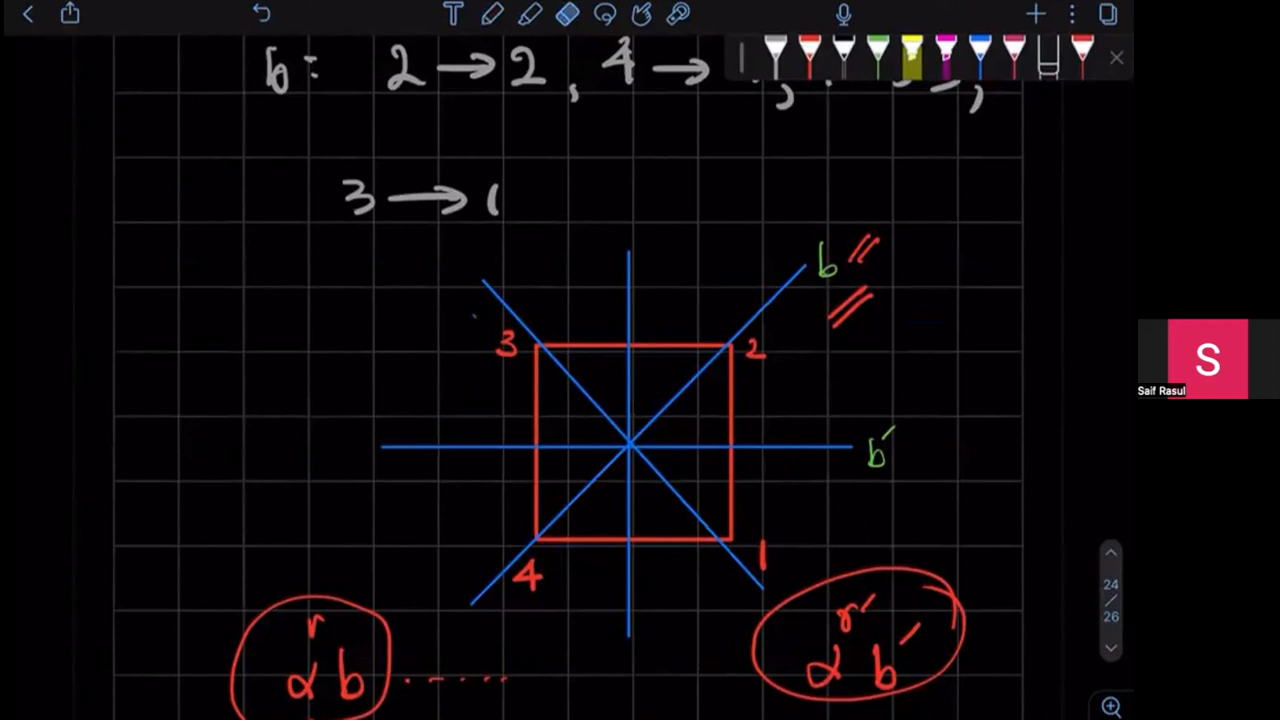 b: 2 → 2, 4 →
3 → 1
b
3 2
b′
S
Saif Rasul
4 1
24
/
26
r r′
α b ...... α b′